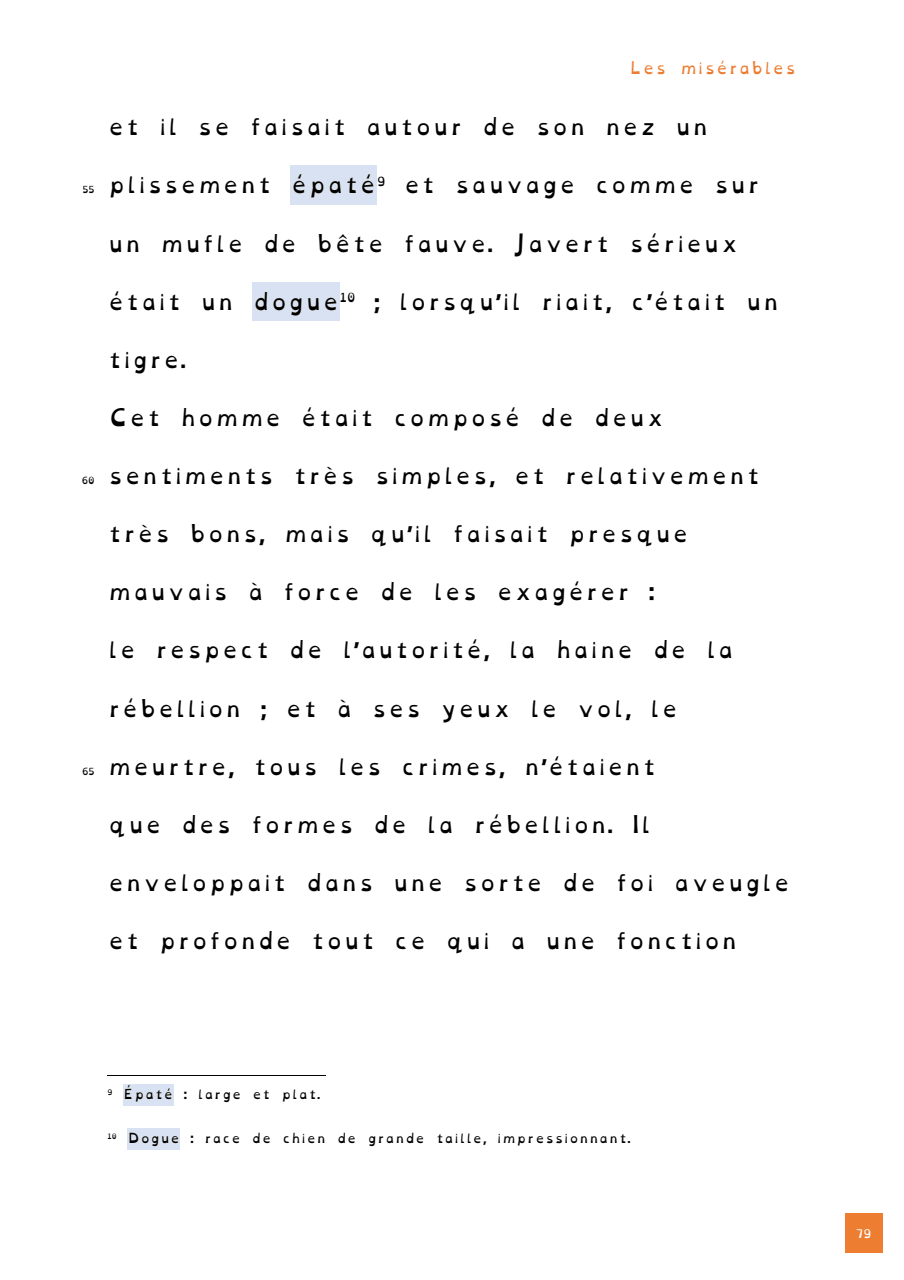 Les misérables
et il se faisait autour de son nez un
55 plissement épaté⁹ et sauvage comme sur
un mufle de bête fauve. Javert sérieux
était un dogue¹⁰ ; lorsqu’il riait, c’était un
tigre.
Cet homme était composé de deux
60 sentiments très simples, et relativement
très bons, mais qu’il faisait presque
mauvais à force de les exagérer :
le respect de l’autorité, la haine de la
rébellion ; et à ses yeux le vol, le
65 meurtre, tous les crimes, n’étaient
que des formes de la rébellion. Il
enveloppait dans une sorte de foi aveugle
et profonde tout ce qui a une fonction
⁹ Épaté : large et plat.
¹⁰ Dogue : race de chien de grande taille, impressionnant.
79